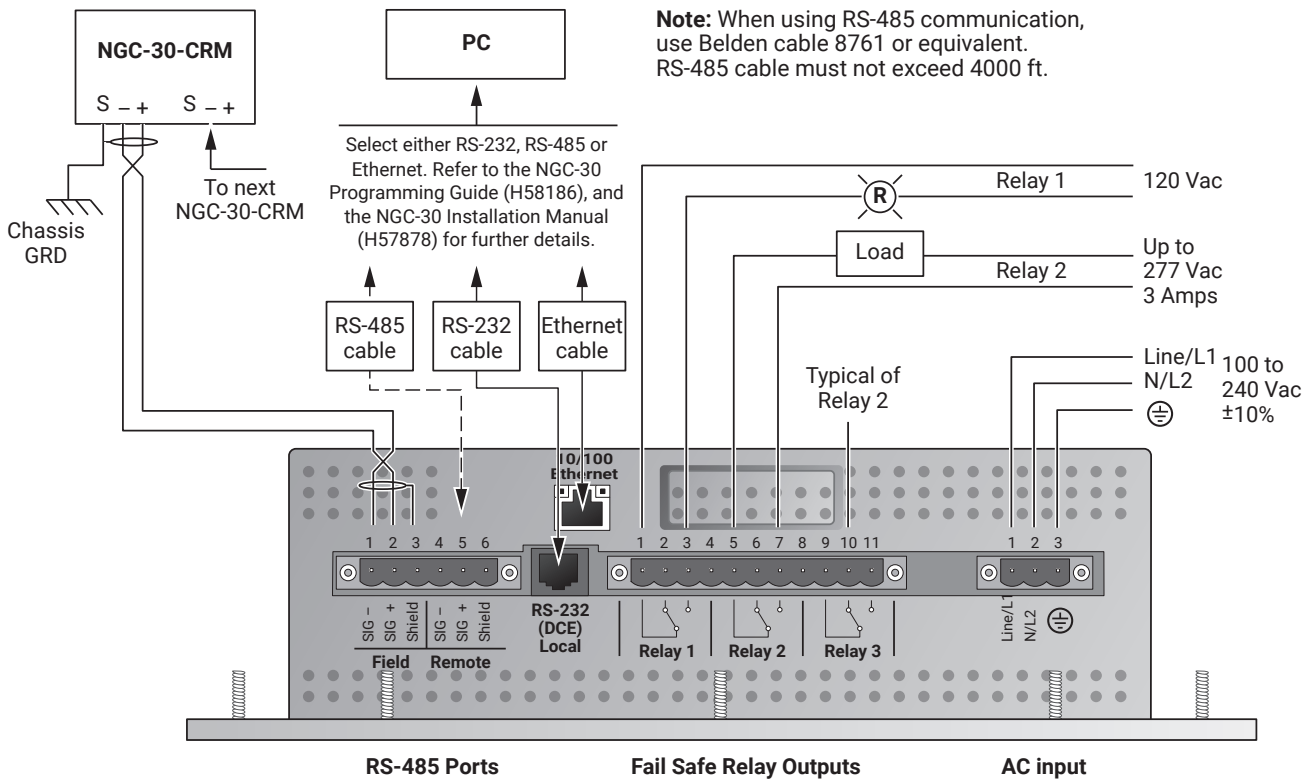 NGC-30-CRM
S – +
S – +
To next
NGC-30-CRM
Chassis
GRD
PC
Select either RS-232, RS-485 or
Ethernet. Refer to the NGC-30
Programming Guide (H58186), and
the NGC-30 Installation Manual
(H57878) for further details.
RS-485
cable
RS-232
cable
Ethernet
cable
Note: When using RS-485 communication,
use Belden cable 8761 or equivalent.
RS-485 cable must not exceed 4000 ft.
Relay 1
120 Vac
R
Load
Relay 2
Up to
277 Vac
3 Amps
Typical of
Relay 2
Line/L1
N/L2
100 to
240 Vac
±10%
10/100
Ethernet
1 2 3 4 5 6
1 2 3 4 5 6 7 8 9 10 11
1 2 3
SIG –
SIG +
Shield
SIG –
SIG +
Shield
Field
Remote
RS-232
(DCE)
Local
Relay 1
Relay 2
Relay 3
Line/L1
N/L2
RS-485 Ports
Fail Safe Relay Outputs
AC input